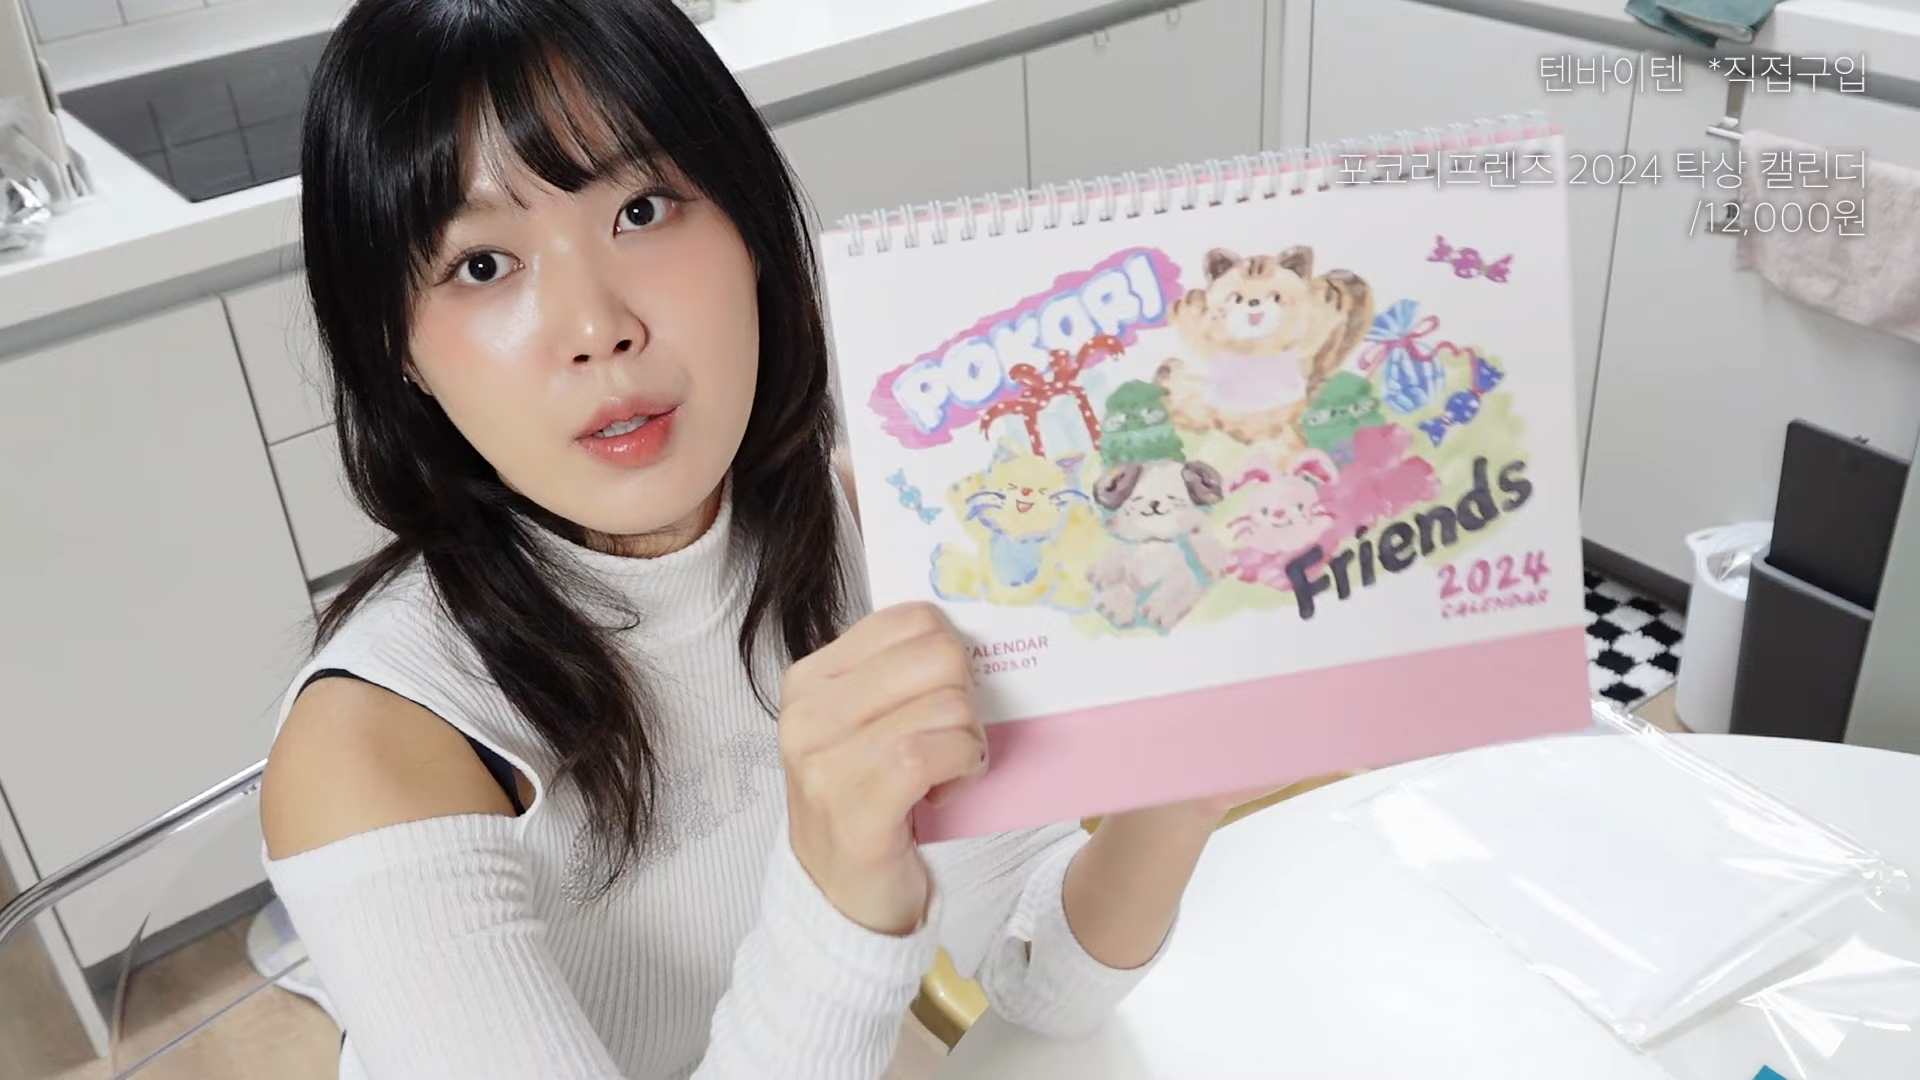 텐바이텐 *직접구입
포코리프렌즈 2024 탁상 캘린더
/12,000원
POKORI
Friends
2024
CALENDAR
CALENDAR
- 2025.01